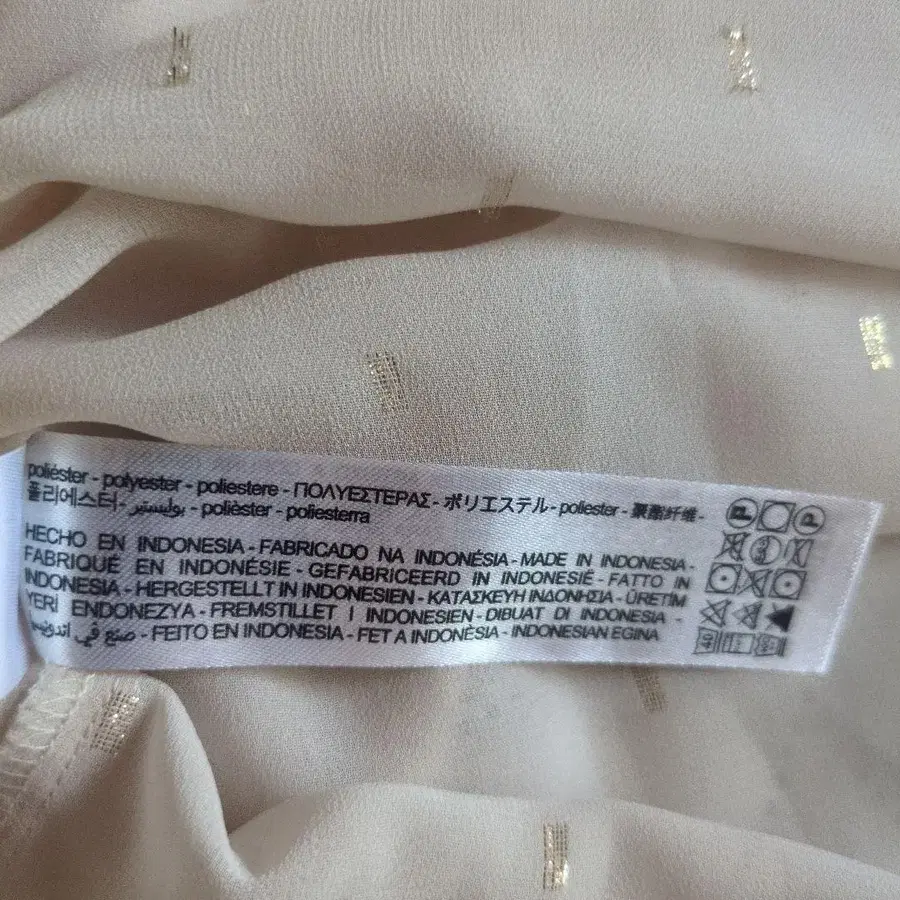 poliéster - polyester - poliestere - ΠΟΛΥΕΣΤΕΡΑΣ - ポリエステル - poliester - 聚酯纤维 -
폴리에스터 - بوليستير - polièster - poliesterra
HECHO EN INDONESIA - FABRICADO NA INDONÉSIA - MADE IN INDONESIA -
FABRIQUÉ EN INDONÉSIE - GEFABRICEERD IN INDONESIË - FATTO IN
INDONESIA - HERGESTELLT IN INDONESIEN - ΚΑΤΑΣΚΕΥΗ ΙΝΔΟΝΗΣΙΑ - ÜRETİM
YERİ ENDONEZYA - FREMSTILLET I INDONESIEN - DIBUAT DI INDONESIA -
صنع في اندونيسيا - FEITO EN INDONESIA - FET A INDONÈSIA - INDONESIAN EGINA
P P
40